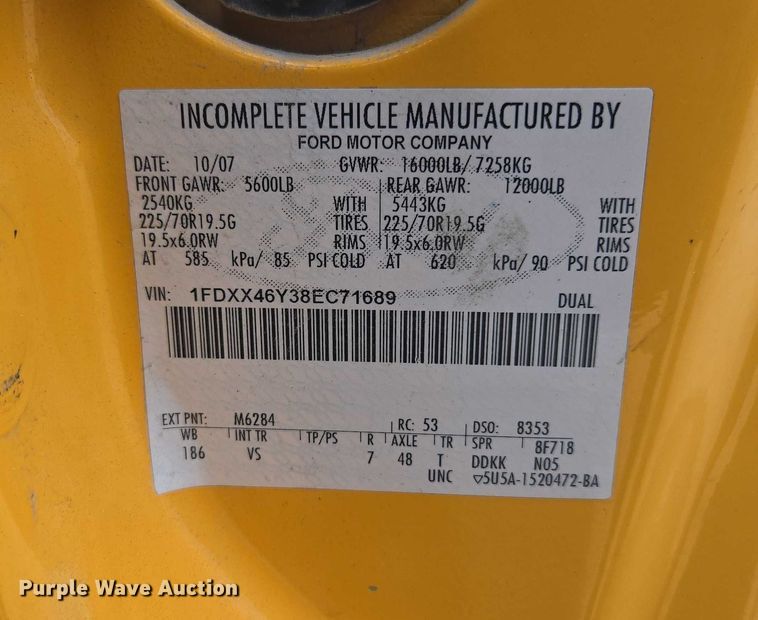 INCOMPLETE VEHICLE MANUFACTURED BY
FORD MOTOR COMPANY
DATE: 10/07 GVWR: 16000LB/ 7258KG
FRONT GAWR: 5600LB REAR GAWR: 12000LB
2540KG WITH 5443KG WITH
225/70R19.5G TIRES 225/70R19.5G TIRES
19.5x6.0RW RIMS 19.5x6.0RW RIMS
AT 585 kPa/ 85 PSI COLD AT 620 kPa/ 90 PSI COLD
VIN: 1FDXX46Y38EC71689 DUAL
EXT PNT: M6284 RC: 53 DSO: 8353
WB INT TR TP/PS R AXLE TR SPR 8F718
186 VS 7 48 T DDKK N05
UNC ▽5U5A-1520472-BA
Purple Wave Auction